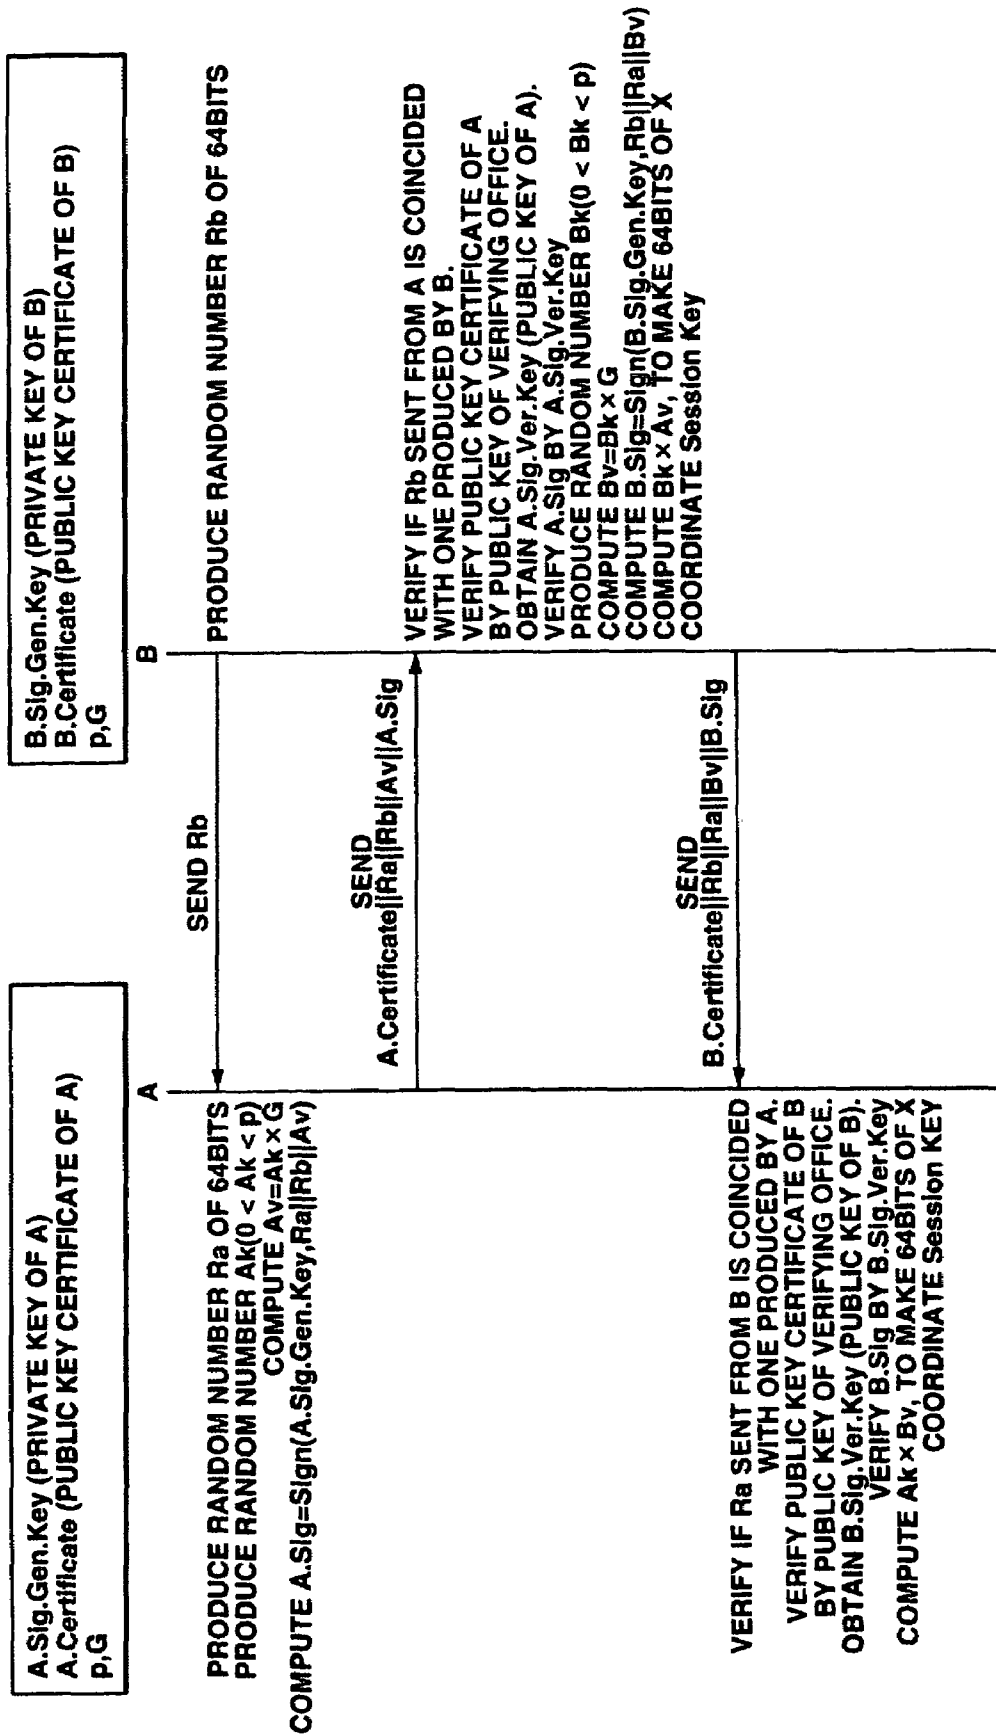 A.Sig.Gen.Key (PRIVATE KEY OF A)
A.Certificate (PUBLIC KEY CERTIFICATE OF A)
p,G
B.Sig.Gen.Key (PRIVATE KEY OF B)
B.Certificate (PUBLIC KEY CERTIFICATE OF B)
p,G
A
B
SEND Rb
PRODUCE RANDOM NUMBER Rb OF 64BITS
PRODUCE RANDOM NUMBER Ra OF 64BITS
PRODUCE RANDOM NUMBER Ak(0 < Ak < p)
COMPUTE Av=Ak × G
COMPUTE A.Sig=Sign(A.Sig.Gen.Key,Ra||Rb||Av)
SEND
A.Certificate||Ra||Rb||Av||A.Sig
VERIFY IF Rb SENT FROM A IS COINCIDED
WITH ONE PRODUCED BY B.
VERIFY PUBLIC KEY CERTIFICATE OF A
BY PUBLIC KEY OF VERIFYING OFFICE.
OBTAIN A.Sig.Ver.Key (PUBLIC KEY OF A).
VERIFY A.Sig BY A.Sig.Ver.Key
PRODUCE RANDOM NUMBER Bk(0 < Bk < p)
COMPUTE Bv=Bk × G
COMPUTE B.Sig=Sign(B.Sig.Gen.Key,Rb||Ra||Bv)
COMPUTE Bk × Av, TO MAKE 64BITS OF X
COORDINATE Session Key
SEND
B.Certificate||Rb||Ra||Bv||B.Sig
VERIFY IF Ra SENT FROM B IS COINCIDED
WITH ONE PRODUCED BY A.
VERIFY PUBLIC KEY CERTIFICATE OF B
BY PUBLIC KEY OF VERIFYING OFFICE.
OBTAIN B.Sig.Ver.Key (PUBLIC KEY OF B).
VERIFY B.Sig BY B.Sig.Ver.Key
COMPUTE Ak × Bv, TO MAKE 64BITS OF X
COORDINATE Session KEY